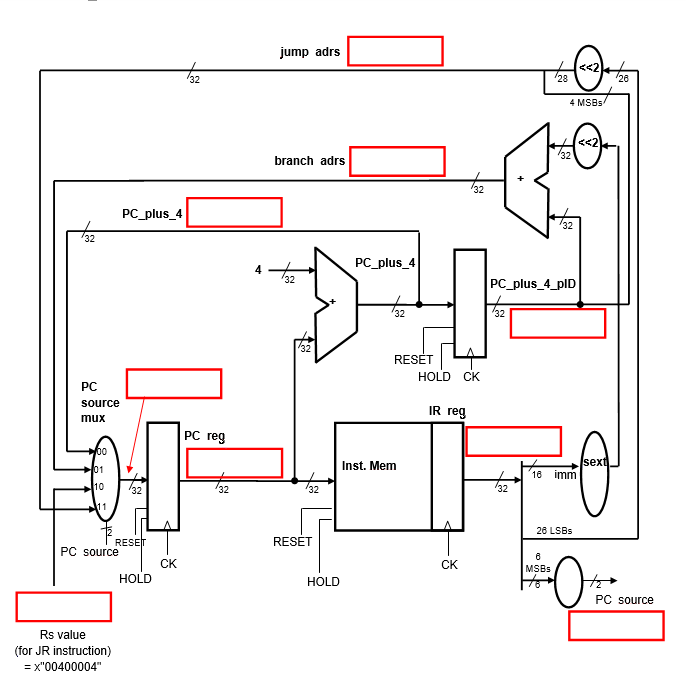 jump adrs
<<2
32
28
26
4 MSBs
branch adrs
<<2
32
+
32
PC_plus_4
32
32
4
32
PC_plus_4
+
32
PC_plus_4_pID
32
32
RESET
HOLD
CK
PC
source
mux
IR reg
PC reg
00
01
10
11
32
32
32
Inst. Mem
32
16
imm
sext
2
PC source
RESET
HOLD
CK
RESET
HOLD
CK
26 LSBs
6
MSBs
6
2
PC source
Rs value
(for JR instruction)
= x"00400004"